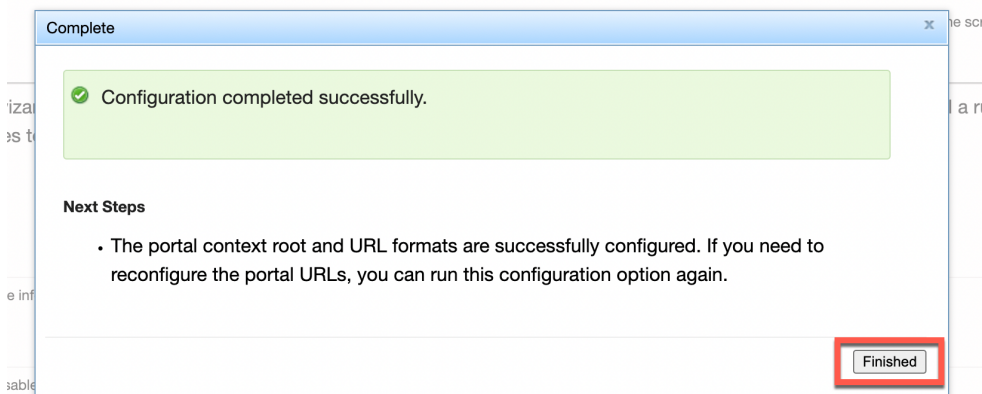 Complete
x
Configuration completed successfully.
Next Steps
• The portal context root and URL formats are successfully configured. If you need to
reconfigure the portal URLs, you can run this configuration option again.
Finished